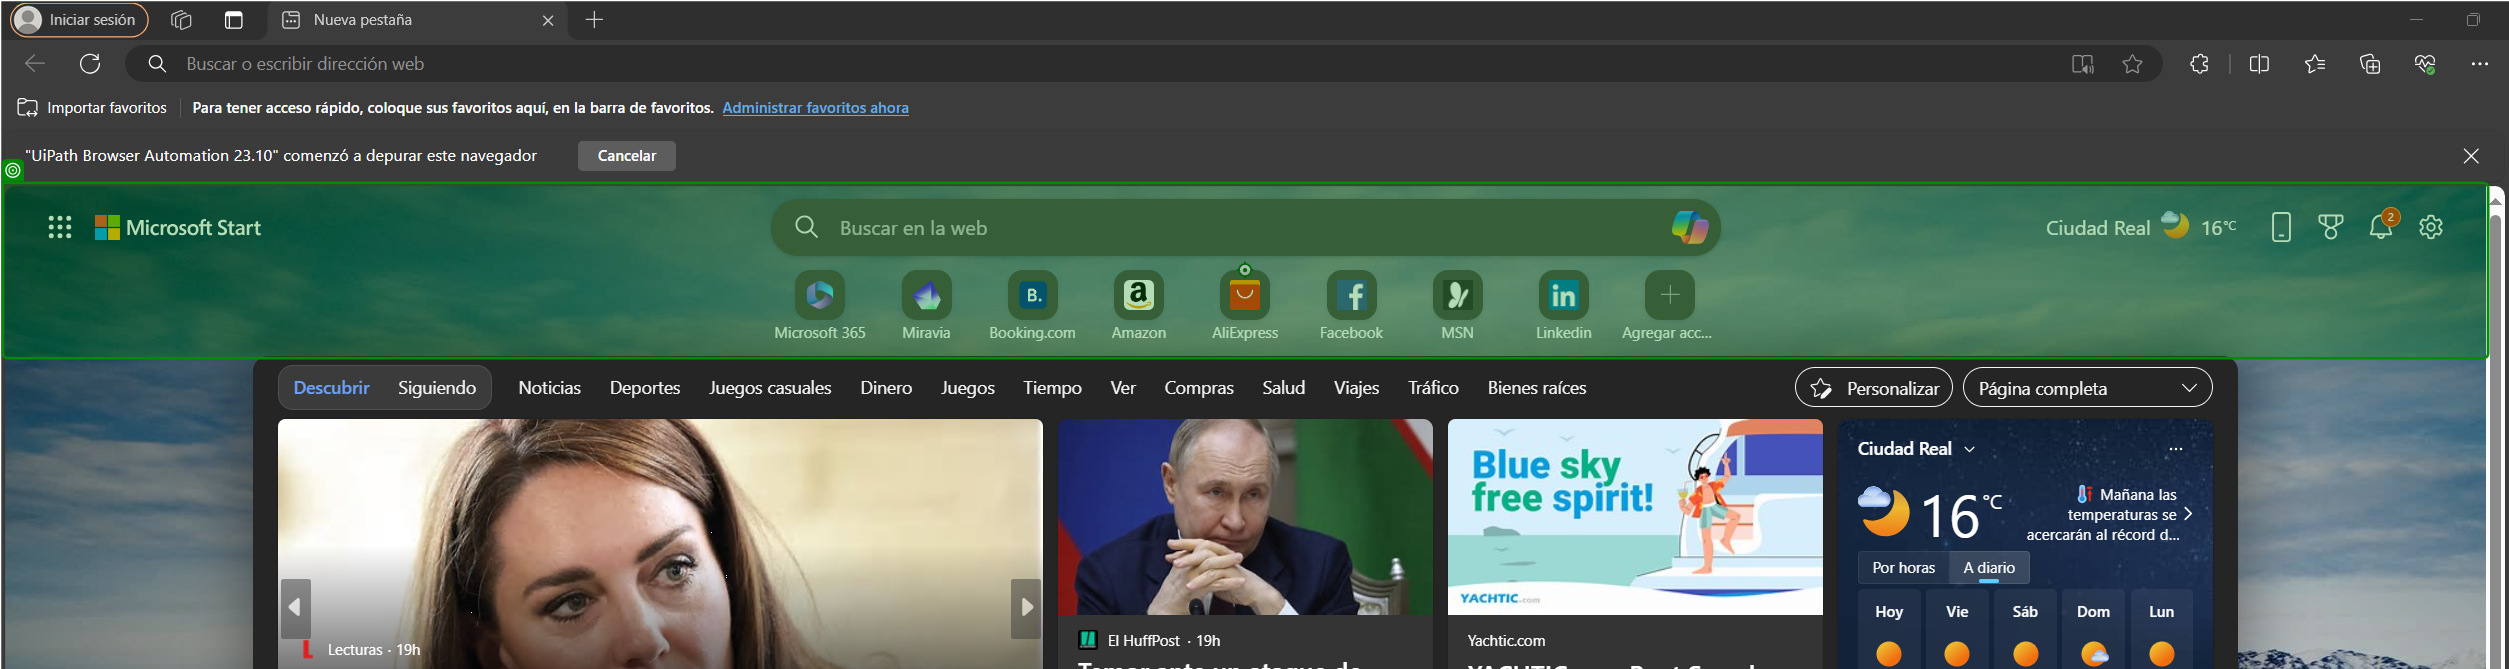 Iniciar sesión
Nueva pestaña
Buscar o escribir dirección web
Importar favoritos
Para tener acceso rápido, coloque sus favoritos aquí, en la barra de favoritos. Administrar favoritos ahora
"UiPath Browser Automation 23.10" comenzó a depurar este navegador
Cancelar
Microsoft Start
Buscar en la web
Ciudad Real 16°C
2
Microsoft 365
Miravia
B.
Booking.com
a
Amazon
AliExpress
f
Facebook
MSN
in
Linkedin
Agregar acc...
Descubrir Siguiendo Noticias Deportes Juegos casuales Dinero Juegos Tiempo Ver Compras Salud Viajes Tráfico Bienes raíces
Personalizar
Página completa
L Lecturas · 19h
El HuffPost · 19h
Blue sky
free spirit!
YACHTIC.com
Yachtic.com
Ciudad Real
16 °C
Mañana las
temperaturas se
acercarán al récord d...
Por horas A diario
Hoy Vie Sáb Dom Lun